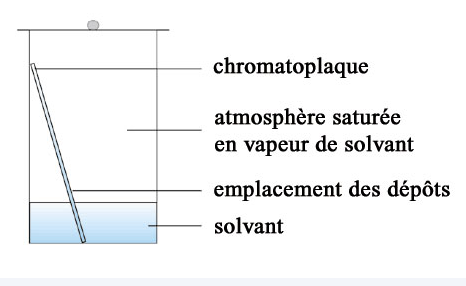 chromatoplaque
atmosphère saturée
en vapeur de solvant
emplacement des dépôts
solvant